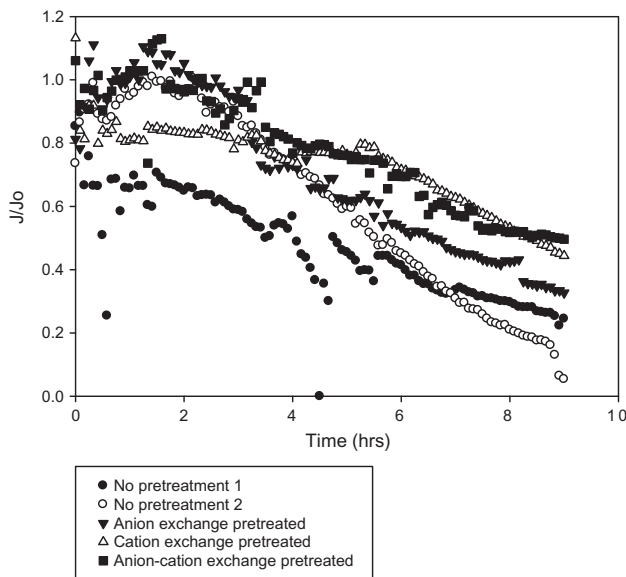 1.2
1.0
0.8
0.6
0.4
0.2
0.0
J/Jo
0 2 4 6 8 10
Time (hrs)
No pretreatment 1
No pretreatment 2
Anion exchange pretreated
Cation exchange pretreated
Anion-cation exchange pretreated